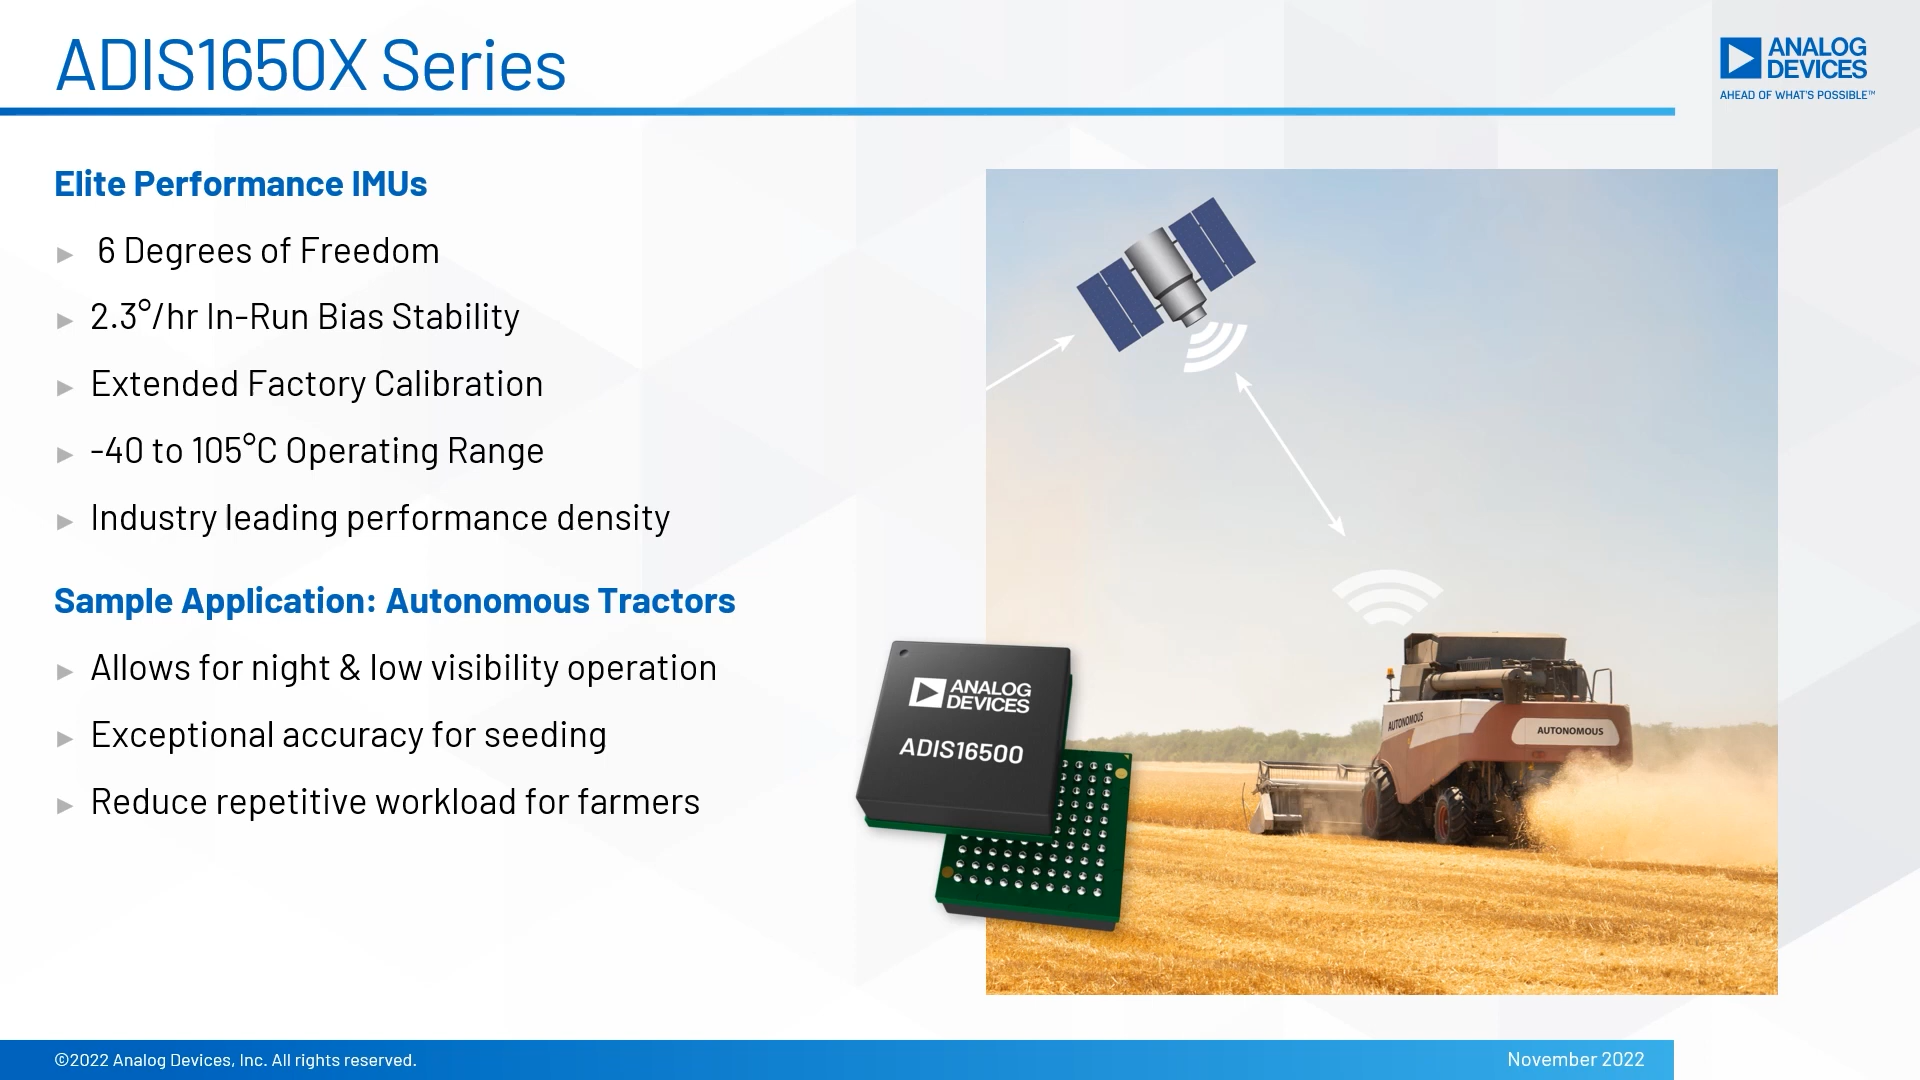 ADIS1650X Series
ANALOG
DEVICES
AHEAD OF WHAT'S POSSIBLE™
Elite Performance IMUs
► 6 Degrees of Freedom
► 2.3°/hr In-Run Bias Stability
► Extended Factory Calibration
► -40 to 105°C Operating Range
► Industry leading performance density
Sample Application: Autonomous Tractors
► Allows for night & low visibility operation
► Exceptional accuracy for seeding
► Reduce repetitive workload for farmers
ANALOG
DEVICES
ADIS16500
AUTONOMOUS
AUTONOMOUS
©2022 Analog Devices, Inc. All rights reserved.
November 2022